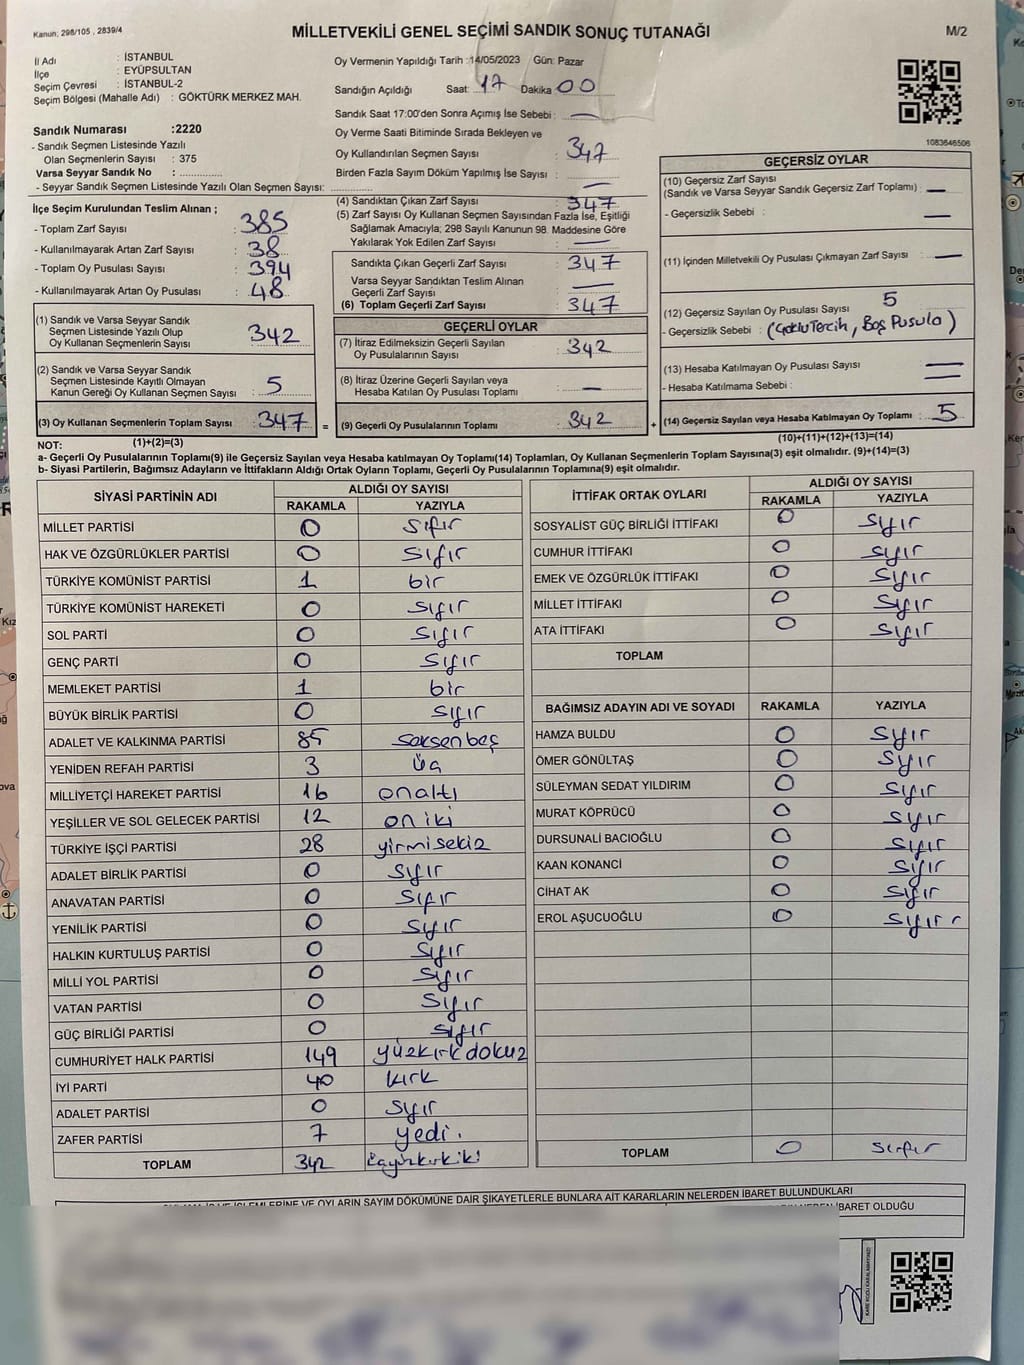 Kanun; 298/105 , 2839/4
MİLLETVEKİLİ GENEL SEÇİMİ SANDIK SONUÇ TUTANAĞI
M/2
İl Adı : İSTANBUL
İlçe : EYÜPSULTAN
Seçim Çevresi : İSTANBUL-2
Seçim Bölgesi (Mahalle Adı) : GÖKTÜRK MERKEZ MAH.
Sandık Numarası :2220
- Sandık Seçmen Listesinde Yazılı
Olan Seçmenlerin Sayısı : 375
Varsa Seyyar Sandık No : ..............
- Seyyar Sandık Seçmen Listesinde Yazılı Olan Seçmen Sayısı: ..............
İlçe Seçim Kurulundan Teslim Alınan ;
- Toplam Zarf Sayısı : 385
- Kullanılmayarak Artan Zarf Sayısı : 38
- Toplam Oy Pusulası Sayısı : 394
- Kullanılmayarak Artan Oy Pusulası : 48
(1) Sandık ve Varsa Seyyar Sandık
Seçmen Listesinde Yazılı Olup
Oy Kullanan Seçmenlerin Sayısı 342
(2) Sandık ve Varsa Seyyar Sandık
Seçmen Listesinde Kayıtlı Olmayan
Kanun Gereği Oy Kullanan Seçmen Sayısı : 5
(3) Oy Kullanan Seçmenlerin Toplam Sayısı : 347 =
(1)+(2)=(3)
Oy Vermenin Yapıldığı Tarih :14/05/2023 Gün: Pazar
Sandığın Açıldığı Saat: 17 Dakika 00
Sandık Saat 17:00'den Sonra Açımış İse Sebebi : —
Oy Verme Saati Bitiminde Sırada Bekleyen ve
Oy Kullandırılan Seçmen Sayısı : 347
Birden Fazla Sayım Döküm Yapılmış İse Sayısı : —
(4) Sandıktan Çıkan Zarf Sayısı : 347
(5) Zarf Sayısı Oy Kullanan Seçmen Sayısından Fazla İse, Eşitliği
Sağlamak Amacıyla; 298 Sayılı Kanunun 98. Maddesine Göre
Yakılarak Yok Edilen Zarf Sayısı : —
Sandıkta Çıkan Geçerli Zarf Sayısı : 347
Varsa Seyyar Sandıktan Teslim Alınan
Geçerli Zarf Sayısı : —
(6) Toplam Geçerli Zarf Sayısı : 347
GEÇERLİ OYLAR
(7) İtiraz Edilmeksizin Geçerli Sayılan
Oy Pusulalarının Sayısı : 342
(8) İtiraz Üzerine Geçerli Sayılan veya
Hesaba Katılan Oy Pusulası Toplamı : —
(9) Geçerli Oy Pusulalarının Toplamı : 342 +
1083646506
GEÇERSİZ OYLAR
(10) Geçersiz Zarf Sayısı
(Sandık ve Varsa Seyyar Sandık Geçersiz Zarf Toplamı) : —
- Geçersizlik Sebebi : —
(11) İçinden Milletvekili Oy Pusulası Çıkmayan Zarf Sayısı : —
(12) Geçersiz Sayılan Oy Pusulası Sayısı : 5
- Geçersizlik Sebebi : (Çoklu Tercih, Boş Pusula)
(13) Hesaba Katılmayan Oy Pusulası Sayısı : —
- Hesaba Katılmama Sebebi : —
(14) Geçersiz Sayılan veya Hesaba Katılmayan Oy Toplamı : 5
(10)+(11)+(12)+(13)=(14)
NOT:
a- Geçerli Oy Pusulasının Toplamı(9) ile Geçersiz Sayılan veya Hesaba katılmayan Oy Toplamı(14) Toplamları, Oy Kullanan Seçmenlerin Toplam Sayısına(3) eşit olmalıdır. (9)+(14)=(3)
b- Siyasi Partilerin, Bağımsız Adayların ve İttifakların Aldığı Ortak Oyların Toplamı, Geçerli Oy Pusulalarının Toplamına(9) eşit olmalıdır.
SİYASİ PARTİNİN ADI ALDIĞI OY SAYISI
RAKAMLA YAZIYLA
MİLLET PARTİSİ 0 Sıfır
HAK VE ÖZGÜRLÜKLER PARTİSİ 0 Sıfır
TÜRKİYE KOMÜNİST PARTİSİ 1 bir
TÜRKİYE KOMÜNİST HAREKETİ 0 Sıfır
SOL PARTİ 0 Sıfır
GENÇ PARTİ 0 Sıfır
MEMLEKET PARTİSİ 1 bir
BÜYÜK BİRLİK PARTİSİ 0 Sıfır
ADALET VE KALKINMA PARTİSİ 85 Seksenbeş
YENİDEN REFAH PARTİSİ 3 Üç
MİLLİYETÇİ HAREKET PARTİSİ 16 onaltı
YEŞİLLER VE SOL GELECEK PARTİSİ 12 on iki
TÜRKİYE İŞÇİ PARTİSİ 28 yirmisekiz
ADALET BİRLİK PARTİSİ 0 Sıfır
ANAVATAN PARTİSİ 0 Sıfır
YENİLİK PARTİSİ 0 Sıfır
HALKIN KURTULUŞ PARTİSİ 0 Sıfır
MİLLİ YOL PARTİSİ 0 Sıfır
VATAN PARTİSİ 0 Sıfır
GÜÇ BİRLİĞİ PARTİSİ 0 Sıfır
CUMHURİYET HALK PARTİSİ 149 yüzkırkdokuz
İYİ PARTİ 40 kırk
ADALET PARTİSİ 0 Sıfır
ZAFER PARTİSİ 7 yedi.
TOPLAM 342 üçyüzkırkiki
İTTİFAK ORTAK OYLARI ALDIĞI OY SAYISI
RAKAMLA YAZIYLA
SOSYALİST GÜÇ BİRLİĞİ İTTİFAKI 0 Sıfır
CUMHUR İTTİFAKI 0 Sıfır
EMEK VE ÖZGÜRLÜK İTTİFAKI 0 Sıfır
MİLLET İTTİFAKI 0 Sıfır
ATA İTTİFAKI 0 Sıfır
TOPLAM
BAĞIMSIZ ADAYIN ADI VE SOYADI RAKAMLA YAZIYLA
HAMZA BULDU 0 Sıfır
ÖMER GÖNÜLTAŞ 0 Sıfır
SÜLEYMAN SEDAT YILDIRIM 0 Sıfır
MURAT KÖPRÜCÜ 0 Sıfır
DURSUNALİ BACIOĞLU 0 Sıfır
KAAN KONANCİ 0 Sıfır
CİHAT AK 0 Sıfır
EROL AŞUCUOĞLU 0 Sıfır
TOPLAM 0 Sıfır
OYLARIN SAYIM DÖKÜMÜNE DAİR ŞİKAYETLERLE BUNLARA AİT KARARLARIN NELERDEN İBARET BULUNDUKLARI
İBARET OLDUĞU